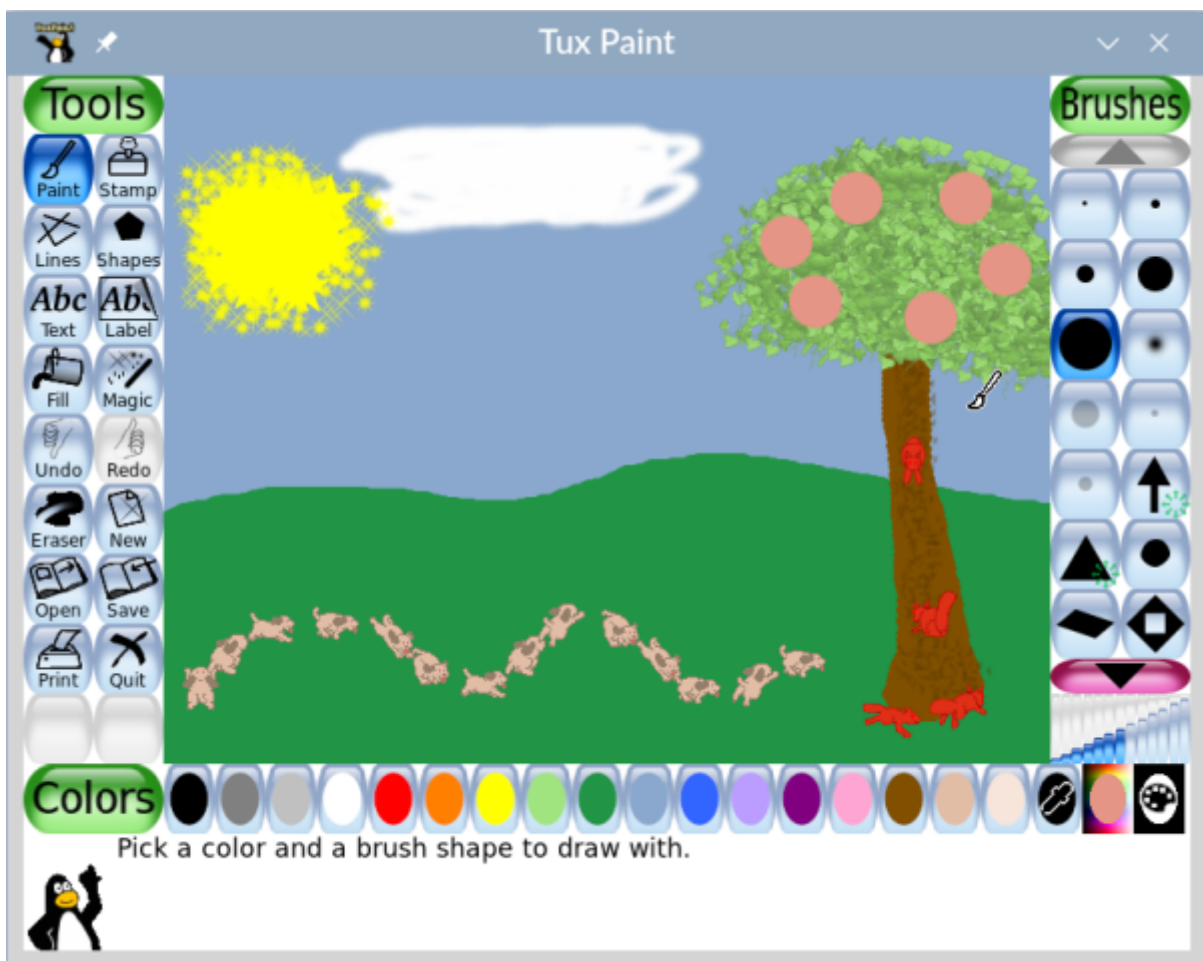 Tux Paint
Tools
Brushes
Paint Stamp
Lines Shapes
Abc Abc
Text Label
Fill Magic
Undo Redo
Eraser New
Open Save
Print Quit
Colors
Pick a color and a brush shape to draw with.